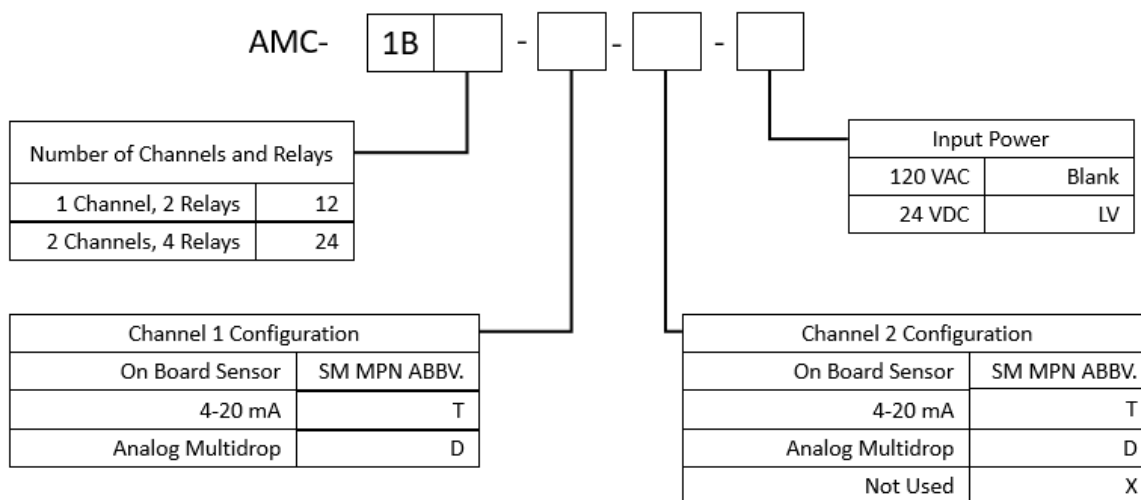 AMC- 1B - - -
Number of Channels and Relays
1 Channel, 2 Relays 12
2 Channels, 4 Relays 24
Input Power
120 VAC Blank
24 VDC LV
Channel 1 Configuration
On Board Sensor SM MPN ABBV.
4-20 mA T
Analog Multidrop D
Channel 2 Configuration
On Board Sensor SM MPN ABBV.
4-20 mA T
Analog Multidrop D
Not Used X